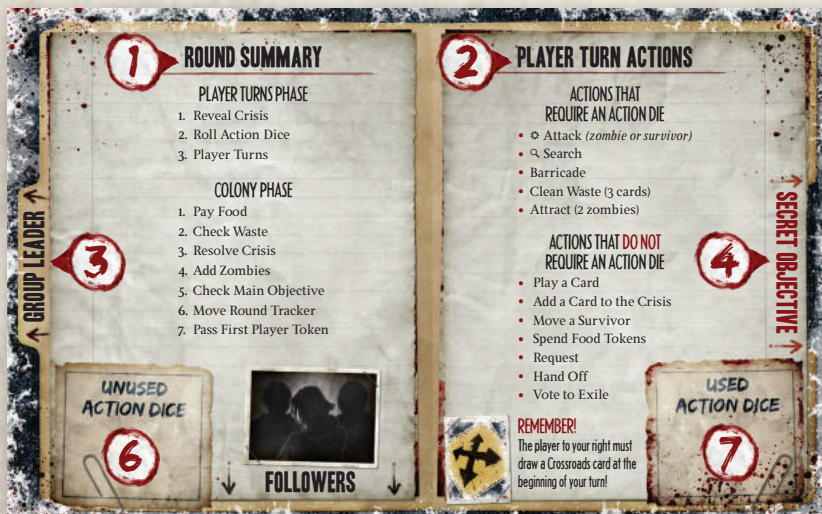 1
ROUND SUMMARY
PLAYER TURNS PHASE
1. Reveal Crisis
2. Roll Action Dice
3. Player Turns
COLONY PHASE
1. Pay Food
2. Check Waste
3. Resolve Crisis
4. Add Zombies
5. Check Main Objective
6. Move Round Tracker
7. Pass First Player Token
GROUP LEADER
3
UNUSED
ACTION DICE
6
FOLLOWERS
2
PLAYER TURN ACTIONS
ACTIONS THAT
REQUIRE AN ACTION DIE
• Attack (zombie or survivor)
• Search
• Barricade
• Clean Waste (3 cards)
• Attract (2 zombies)
ACTIONS THAT DO NOT
REQUIRE AN ACTION DIE
• Play a Card
• Add a Card to the Crisis
• Move a Survivor
• Spend Food Tokens
• Request
• Hand Off
• Vote to Exile
REMEMBER!
The player to your right must
draw a Crossroads card at the
beginning of your turn!
4
SECRET OBJECTIVE
USED
ACTION DICE
7